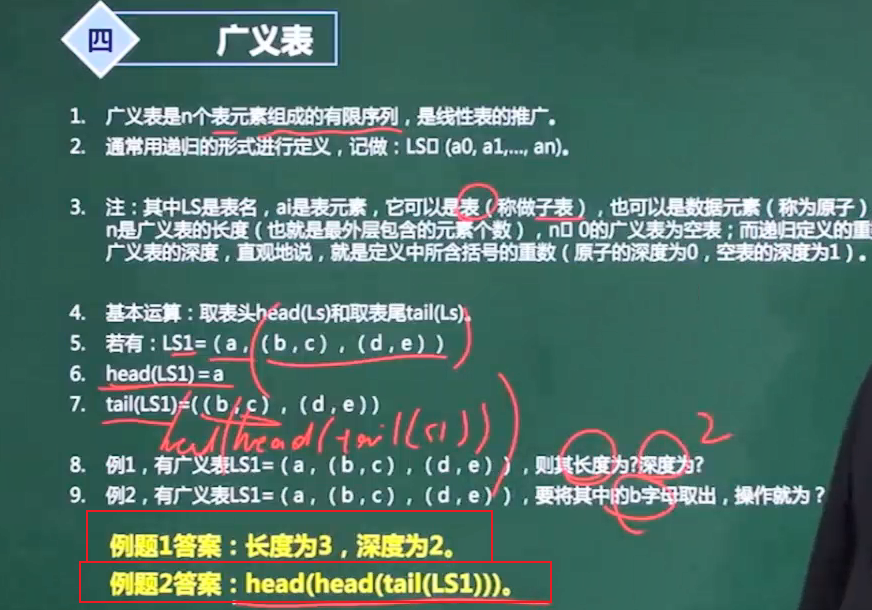 四
广义表
1. 广义表是n个表元素组成的有限序列，是线性表的推广。
2. 通常用递归的形式进行定义，记做：LS□ (a0, a1,..., an)。
3. 注：其中LS是表名，ai是表元素，它可以是表（称做子表），也可以是数据元素（称为原子）
n是广义表的长度（也就是最外层包含的元素个数），n□ 0的广义表为空表；而递归定义的重
广义表的深度，直观地说，就是定义中所含括号的重数（原子的深度为0，空表的深度为1）。
4. 基本运算：取表头head(Ls)和取表尾tail(Ls)。
5. 若有：LS1=（a,（b,c）,（d,e））
6. head(LS1)=a
7. tail(LS1)=(（b,c）,（d,e）)
head(tail(LS1))
2
8. 例1，有广义表LS1=（a,（b,c）,（d,e）），则其长度为?深度为?
9. 例2，有广义表LS1=（a,（b,c）,（d,e）），要将其中的b字母取出，操作就为？
例题1答案：长度为3，深度为2。
例题2答案：head(head(tail(LS1)))。